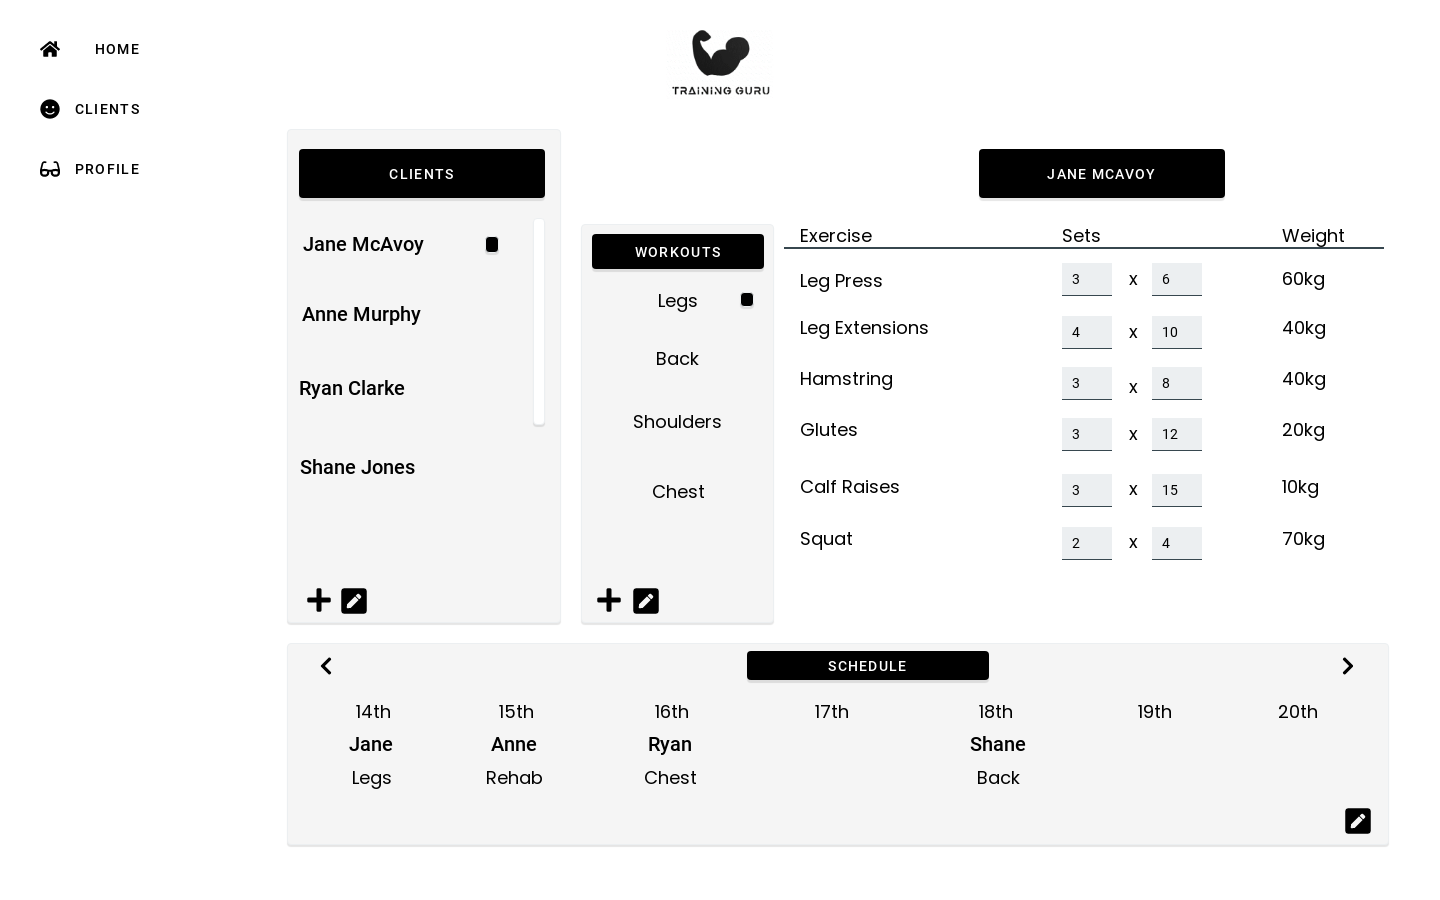 HOME
CLIENTS
PROFILE
TRAINING GURU
CLIENTS
Jane McAvoy
Anne Murphy
Ryan Clarke
Shane Jones
WORKOUTS
Legs
Back
Shoulders
Chest
JANE MCAVOY
Exercise Sets Weight
Leg Press 3 x 6 60kg
Leg Extensions 4 x 10 40kg
Hamstring 3 x 8 40kg
Glutes 3 x 12 20kg
Calf Raises 3 x 15 10kg
Squat 2 x 4 70kg
SCHEDULE
14th 15th 16th 17th 18th 19th 20th
Jane Anne Ryan Shane
Legs Rehab Chest Back